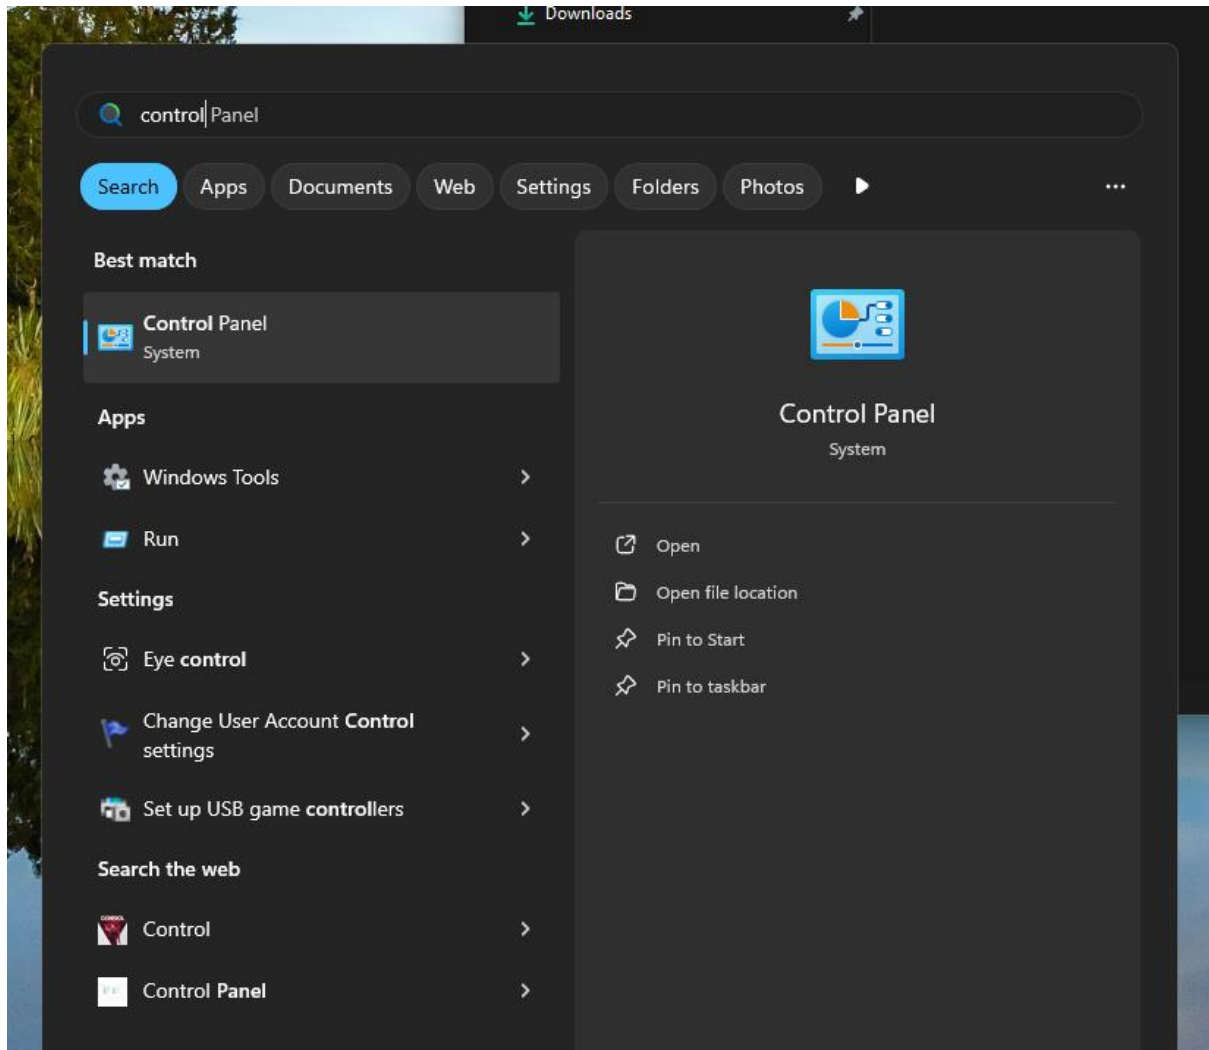 Downloads
control Panel
Search Apps Documents Web Settings Folders Photos
Best match
Control Panel
System
Apps
Windows Tools
Run
Settings
Eye control
Change User Account Control
settings
Set up USB game controllers
Search the web
Control
Control Panel
Control Panel
System
Open
Open file location
Pin to Start
Pin to taskbar